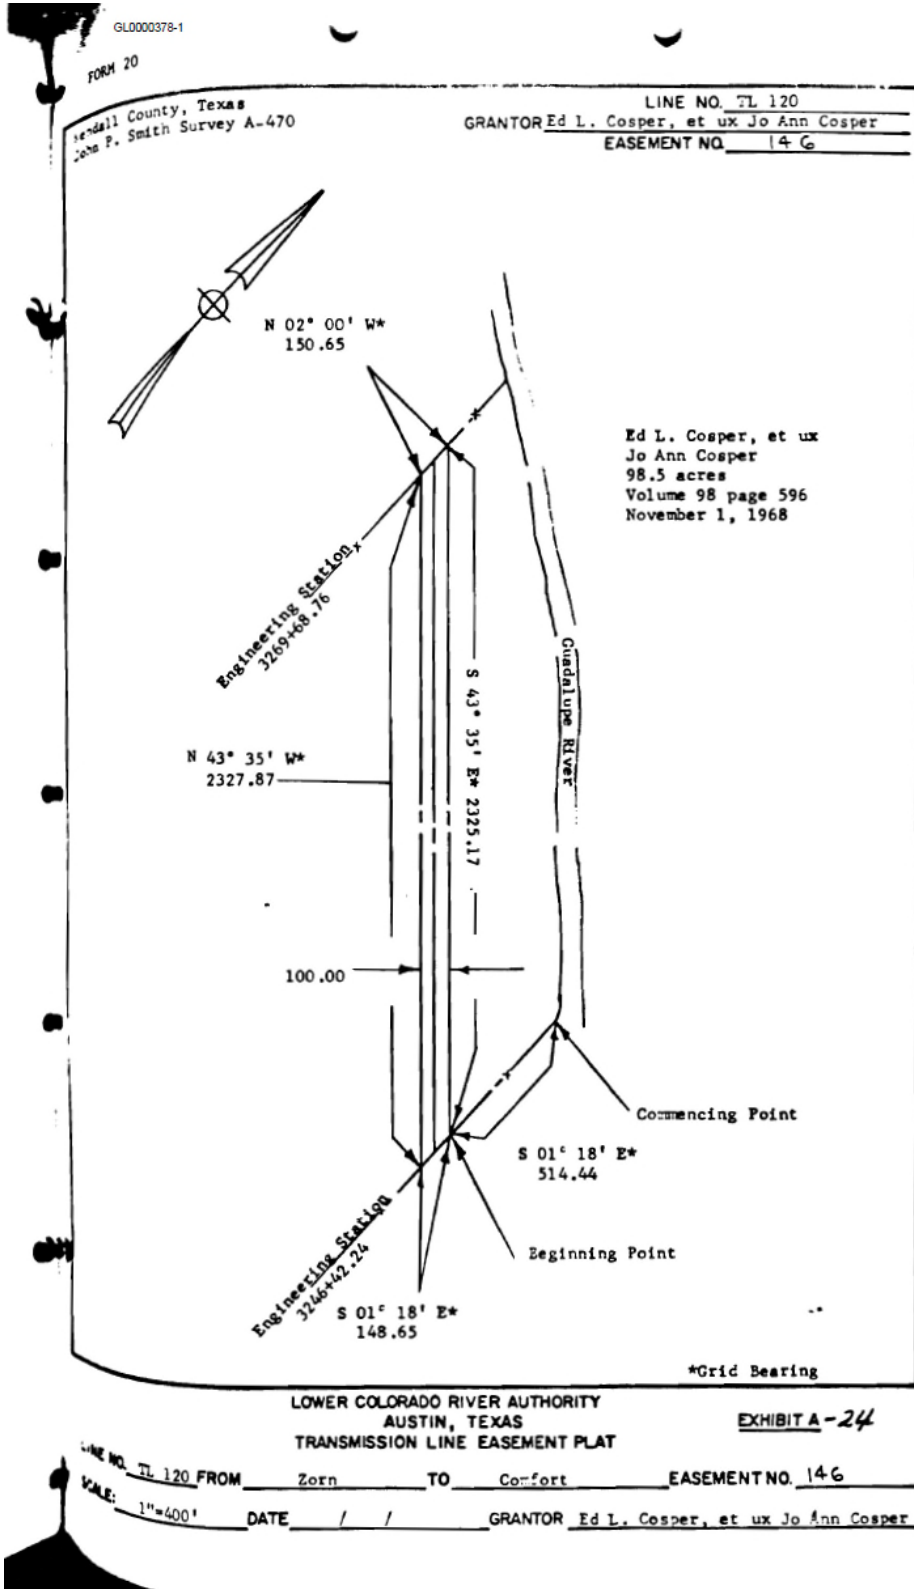 GL0000378-1
FORM 20
Kendall County, Texas
John P. Smith Survey A-470
LINE NO. TL 120
GRANTOR Ed L. Cosper, et ux Jo Ann Cosper
EASEMENT NO. 146
N 02° 00' W*
150.65
Ed L. Cosper, et ux
Jo Ann Cosper
98.5 acres
Volume 98 page 596
November 1, 1968
Engineering Station
3269+68.76
Guadalupe River
S 43° 35' E* 2325.17
N 43° 35' W*
2327.87
100.00
Commencing Point
S 01° 18' E*
514.44
Beginning Point
Engineering Station
3246+42.24
S 01° 18' E*
148.65
*Grid Bearing
LOWER COLORADO RIVER AUTHORITY
AUSTIN, TEXAS
TRANSMISSION LINE EASEMENT PLAT
EXHIBIT A-24
LINE NO. TL 120 FROM Zorn TO Comfort EASEMENT NO. 146
SCALE: 1"=400' DATE / / GRANTOR Ed L. Cosper, et ux Jo Ann Cosper